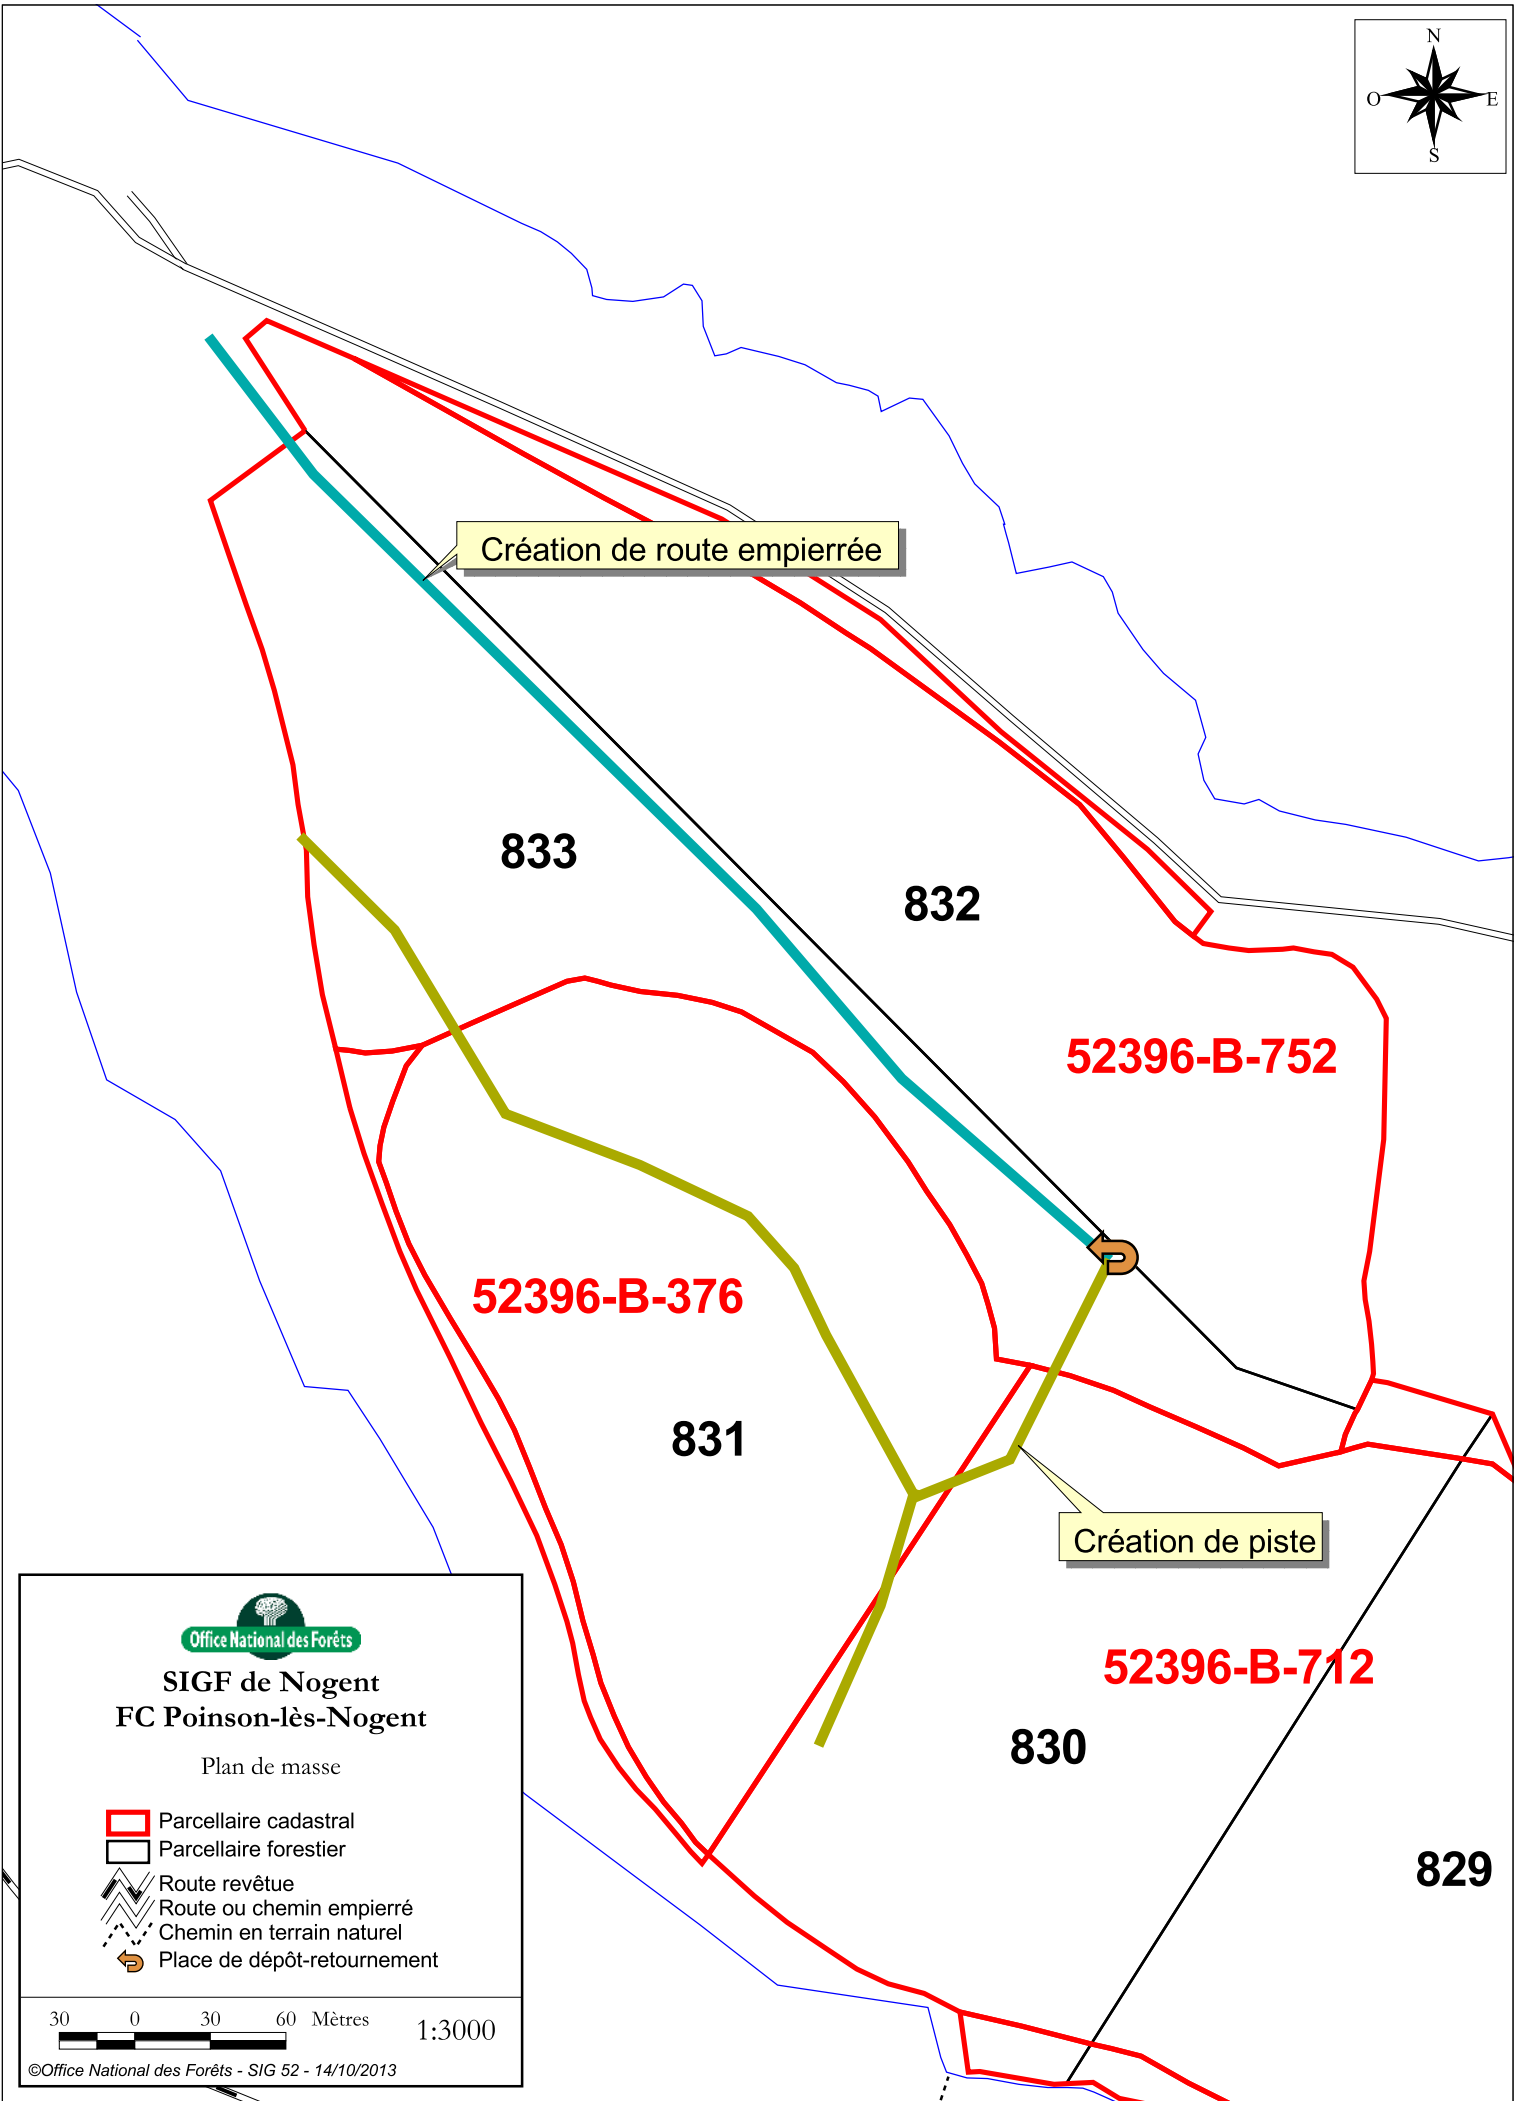 N
O
E
S
Création de route empierrée
833
832
52396-B-752
52396-B-376
831
Création de piste
52396-B-712
830
829
Office National des Forêts
SIGF de Nogent
FC Poinson-lès-Nogent
Plan de masse
Parcellaire cadastral
Parcellaire forestier
Route revêtue
Route ou chemin empierré
Chemin en terrain naturel
Place de dépôt-retournement
30 0 30 60 Mètres
1:3000
©Office National des Forêts - SIG 52 - 14/10/2013